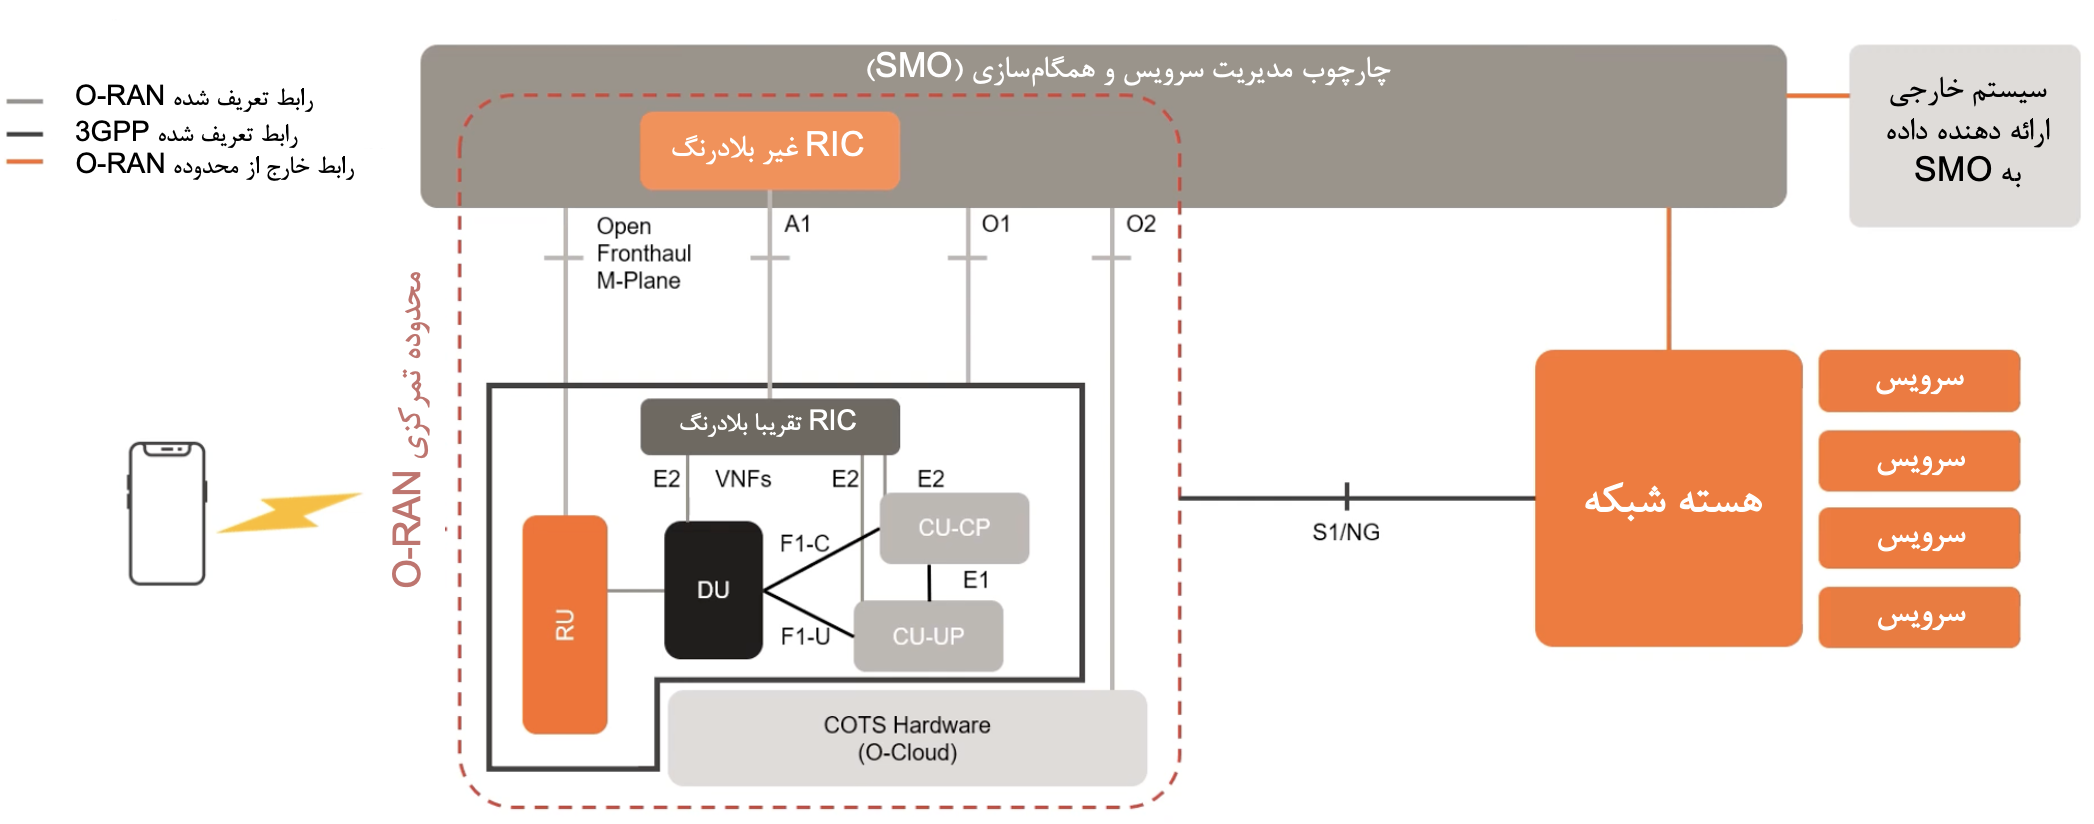 چارچوب مدیریت سرویس و همگام‌سازی (SMO)
سیستم خارجی
ارائه دهنده داده
به SMO
رابط تعریف شده O-RAN
رابط تعریف شده 3GPP
رابط خارج از محدوده O-RAN
RIC غیر بلادرنگ
Open
Fronthaul
M-Plane
A1
O1
O2
محدوده تمرکزی O-RAN
RIC تقریبا بلادرنگ
E2
VNFs
E2
E2
RU
DU
F1-C
F1-U
CU-CP
E1
CU-UP
COTS Hardware
(O-Cloud)
S1/NG
هسته شبکه
سرویس
سرویس
سرویس
سرویس